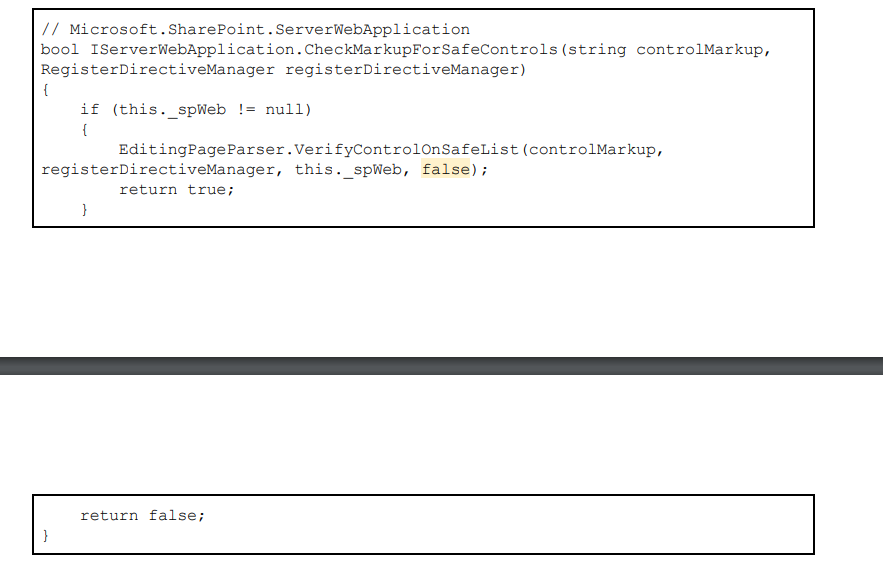 // Microsoft.SharePoint.ServerWebApplication
bool IServerWebApplication.CheckMarkupForSafeControls(string controlMarkup,
RegisterDirectiveManager registerDirectiveManager)
{
    if (this._spWeb != null)
    {
        EditingPageParser.VerifyControlOnSafeList(controlMarkup,
registerDirectiveManager, this._spWeb, false);
        return true;
    }
    return false;
}